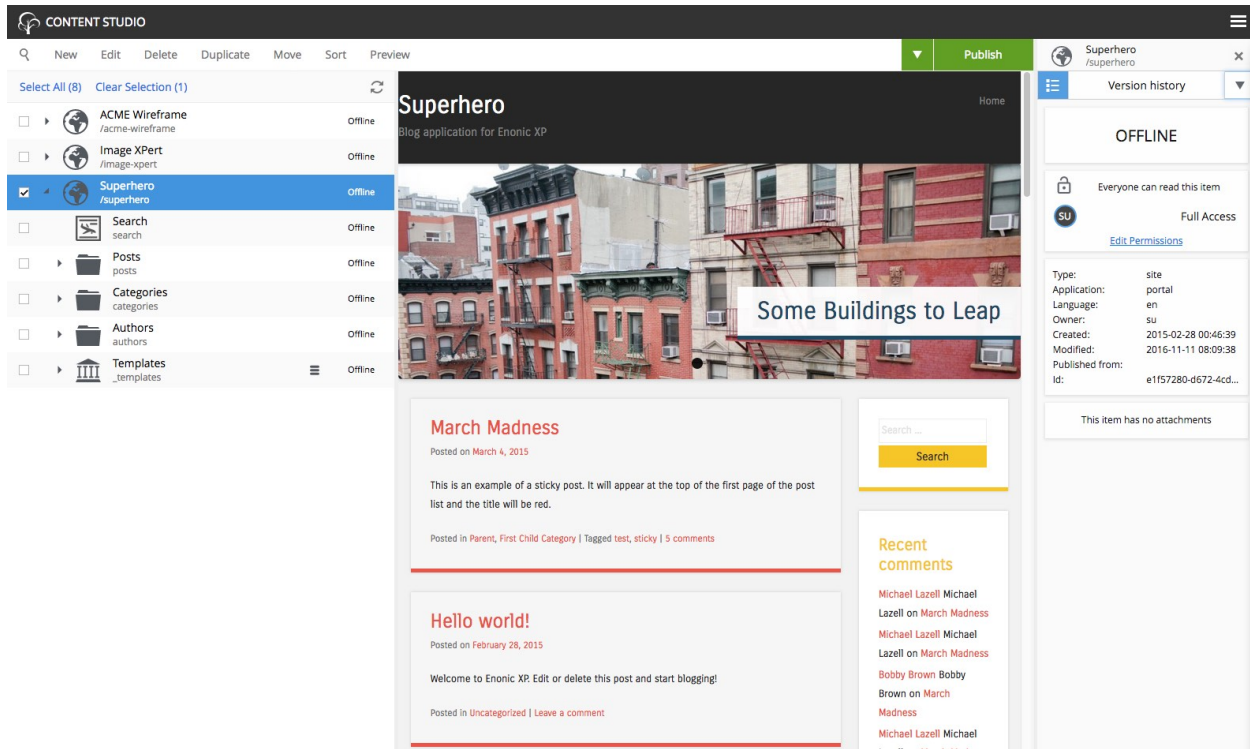 CONTENT STUDIO
New Edit Delete Duplicate Move Sort Preview
Publish
Select All (8) Clear Selection (1)
ACME Wireframe
/acme-wireframe
Offline
Image XPert
/image-xpert
Offline
Superhero
/superhero
Offline
Search
search
Offline
Posts
posts
Offline
Categories
categories
Offline
Authors
authors
Offline
Templates
_templates
Offline
Superhero
Blog application for Enonic XP
Home
Some Buildings to Leap
March Madness
Posted on March 4, 2015
This is an example of a sticky post. It will appear at the top of the first page of the post
list and the title will be red.
Posted in Parent, First Child Category | Tagged test, sticky | 5 comments
Hello world!
Posted on February 28, 2015
Welcome to Enonic XP. Edit or delete this post and start blogging!
Posted in Uncategorized | Leave a comment
Search ...
Search
Recent
comments
Michael Lazell Michael
Lazell on March Madness
Michael Lazell Michael
Lazell on March Madness
Bobby Brown Bobby
Brown on March
Madness
Michael Lazell Michael
Superhero
/superhero
Version history
OFFLINE
Everyone can read this item
SU
Full Access
Edit Permissions
Type: site
Application: portal
Language: en
Owner: su
Created: 2015-02-28 00:46:39
Modified: 2016-11-11 08:09:38
Published from:
Id: e1f57280-d672-4cd...
This item has no attachments